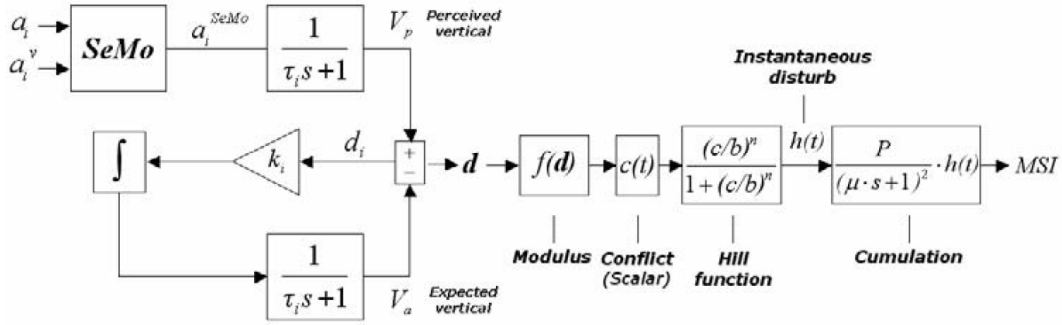 a_i
a_i^v
SeMo
a_i^SeMo
1
τ_i s +1
V_p Perceived
vertical
Instantaneous
disturb
∫
k_i
d_i
+
−
d
f(d)
c(t)
(c/b)^n
1+(c/b)^n
h(t)
P
(μ·s+1)^2
·h(t)
MSI
Modulus
Conflict
(Scalar)
Hill
function
Cumulation
1
τ_i s +1
V_a Expected
vertical